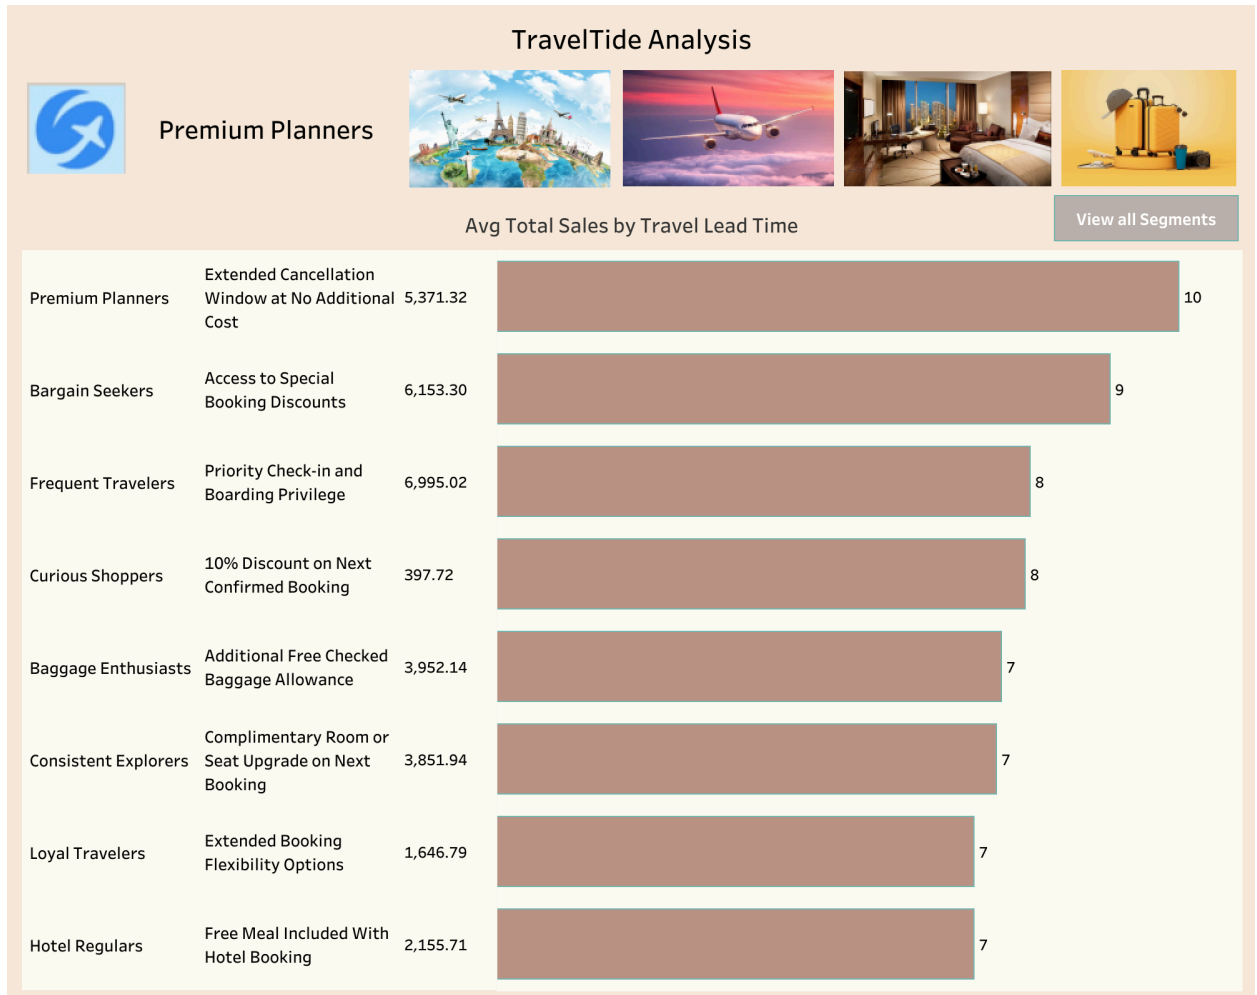 TravelTide Analysis
Premium Planners
View all Segments
Avg Total Sales by Travel Lead Time
Premium Planners
Extended Cancellation
Window at No Additional
Cost
5,371.32
10
Bargain Seekers
Access to Special
Booking Discounts
6,153.30
9
Frequent Travelers
Priority Check-in and
Boarding Privilege
6,995.02
8
Curious Shoppers
10% Discount on Next
Confirmed Booking
397.72
8
Baggage Enthusiasts
Additional Free Checked
Baggage Allowance
3,952.14
7
Consistent Explorers
Complimentary Room or
Seat Upgrade on Next
Booking
3,851.94
7
Loyal Travelers
Extended Booking
Flexibility Options
1,646.79
7
Hotel Regulars
Free Meal Included With
Hotel Booking
2,155.71
7